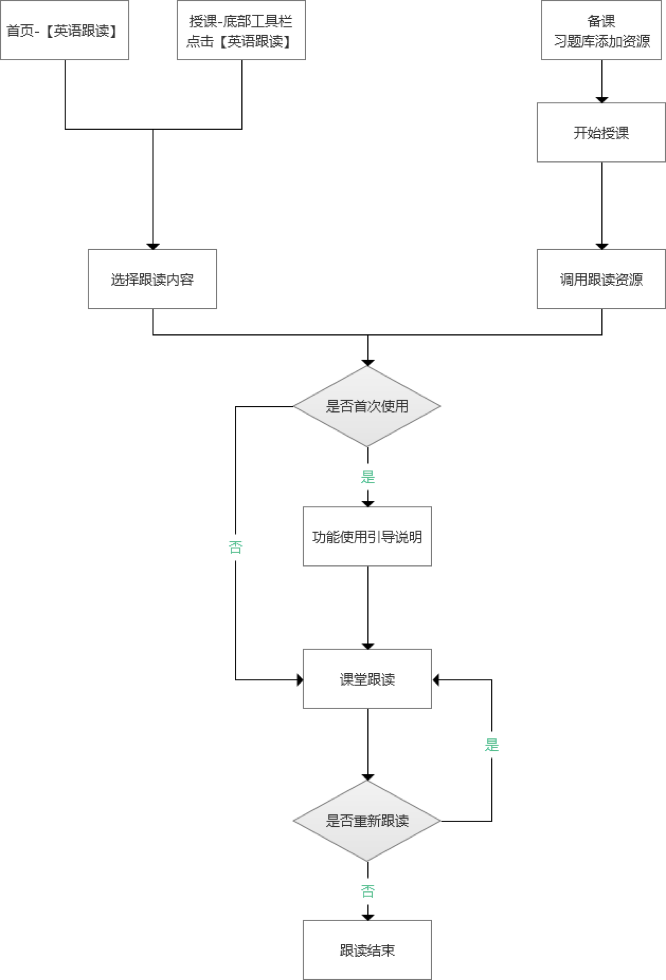 首页-【英语跟读】
授课-底部工具栏
点击【英语跟读】
备课
习题库添加资源
开始授课
选择跟读内容
调用跟读资源
是否首次使用
是
否
功能使用引导说明
课堂跟读
是
是否重新跟读
否
跟读结束